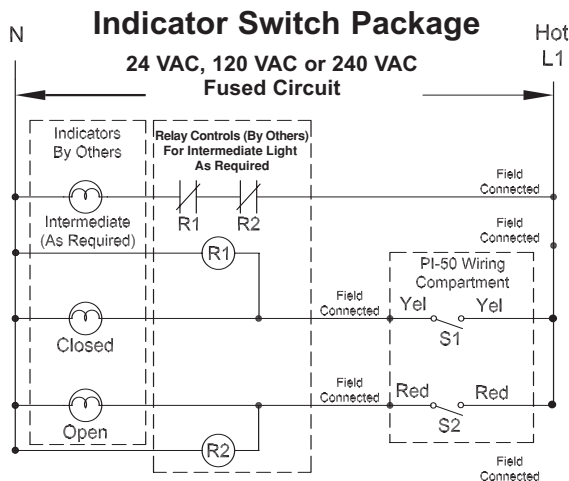 Indicator Switch Package
N
Hot
L1
24 VAC, 120 VAC or 240 VAC
Fused Circuit
Indicators
By Others
Relay Controls (By Others)
For Intermediate Light
As Required
Field
Connected
R1
R2
Intermediate
(As Required)
Field
Connected
R1
PI-50 Wiring
Compartment
Field
Connected
Yel
Yel
S1
Closed
Field
Connected
Red
Red
S2
Open
R2
Field
Connected